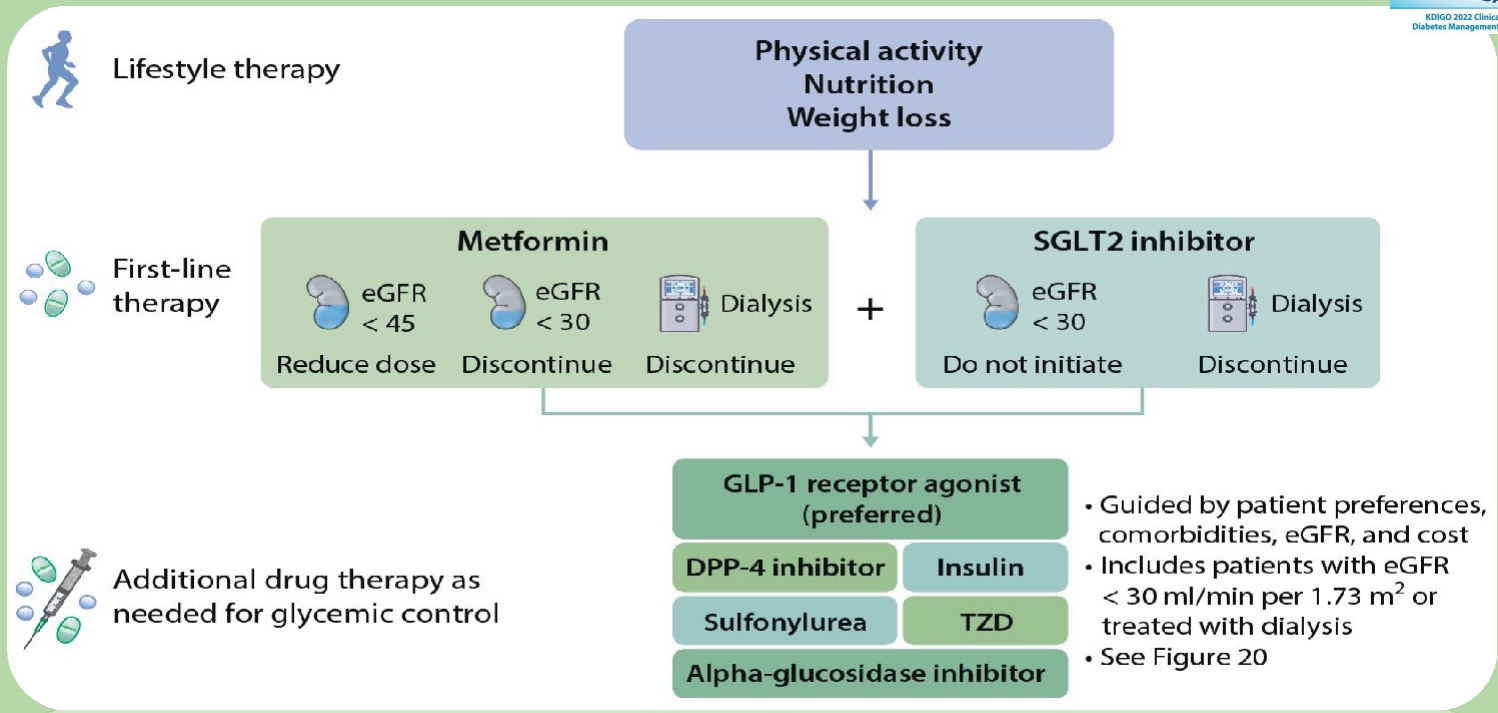 KDIGO 2022 Clinica
Diabetes Management
Lifestyle therapy
Physical activity
Nutrition
Weight loss
First-line
therapy
Metformin
eGFR
< 45
Reduce dose
eGFR
< 30
Discontinue
Dialysis
Discontinue
+
SGLT2 inhibitor
eGFR
< 30
Do not initiate
Dialysis
Discontinue
Additional drug therapy as
needed for glycemic control
GLP-1 receptor agonist
(preferred)
DPP-4 inhibitor
Insulin
Sulfonylurea
TZD
Alpha-glucosidase inhibitor
• Guided by patient preferences,
comorbidities, eGFR, and cost
• Includes patients with eGFR
< 30 ml/min per 1.73 m² or
treated with dialysis
• See Figure 20